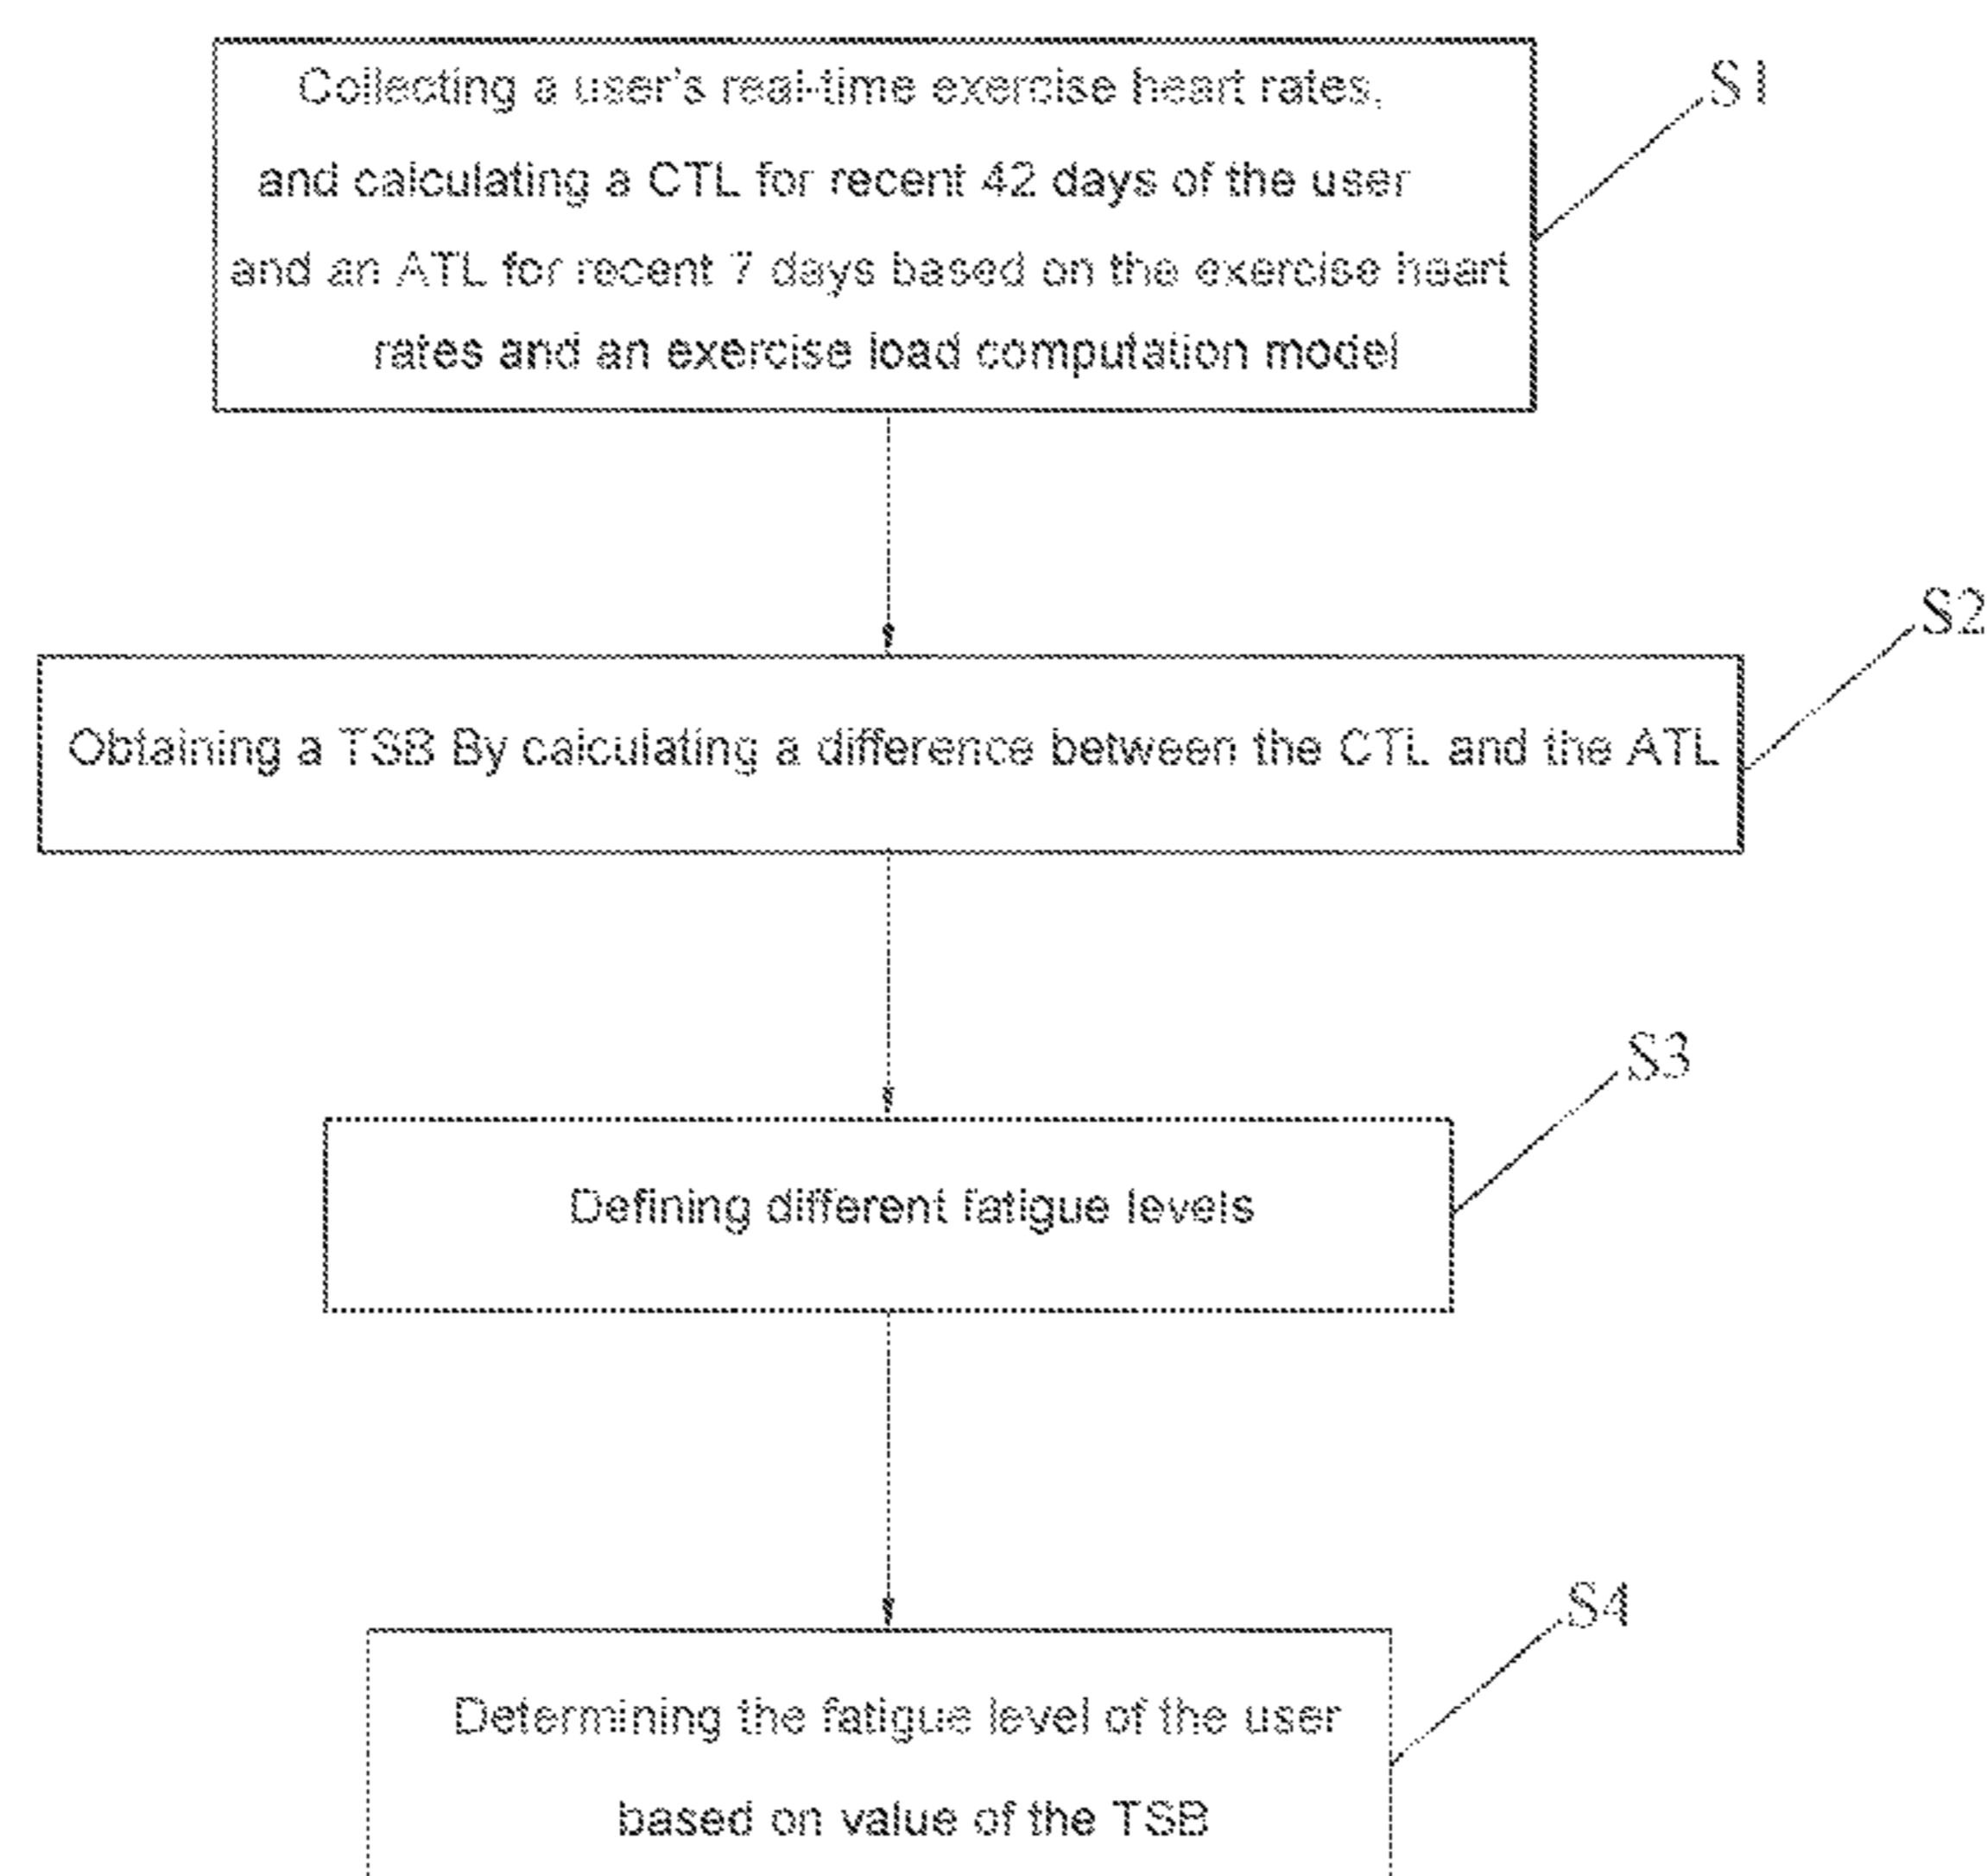 Collecting a user's real-time exercise heart rates,
S1
and calculating a CTL for recent 42 days of the user
and an ATL for recent 7 days based on the exercise heart
rates and an exercise load computation model
S2
Obtaining a TSB By calculating a difference between the CTL and the ATL
S3
Defining different fatigue levels
S4
Determining the fatigue level of the user
based on value of the TSB